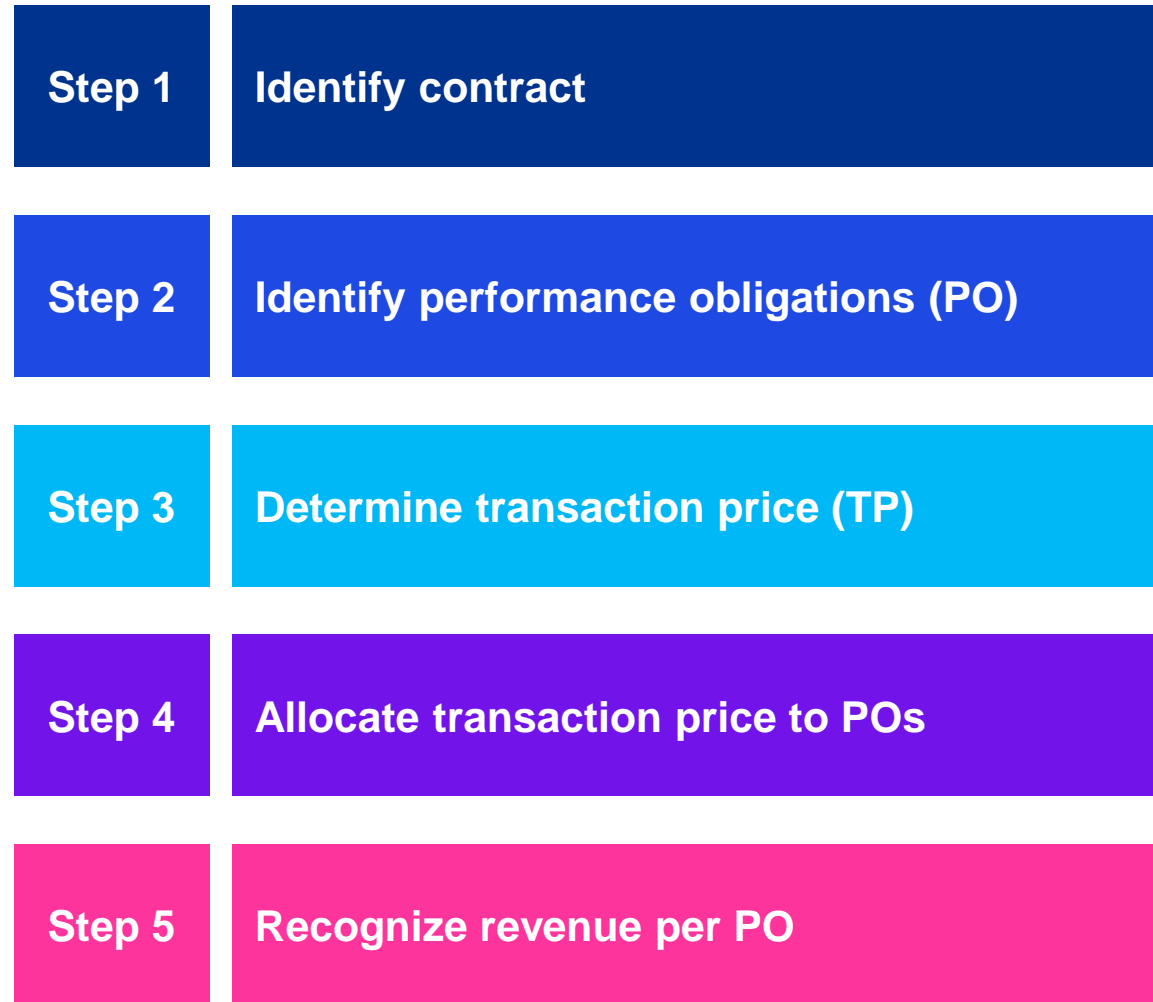 Step 1 Identify contract
Step 2 Identify performance obligations (PO)
Step 3 Determine transaction price (TP)
Step 4 Allocate transaction price to POs
Step 5 Recognize revenue per PO